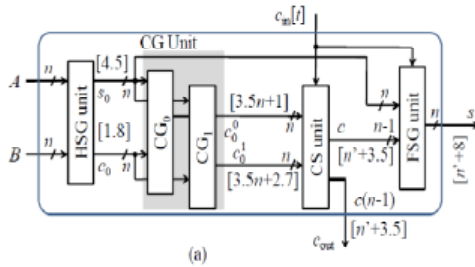 c_in[t]
CG Unit
A
n
HSG unit
[4.5]
s_0
n
CG_0
CG_1
[3.5n+1]
c_0^0
n
CS unit
n
FSG unit
n
s
[n'+8]
B
n
[1.8]
c_0
n
c_0^1
n
[3.5n+2.7]
c
n-1
[n'+3.5]
c(n-1)
[n'+3.5]
c_out
(a)